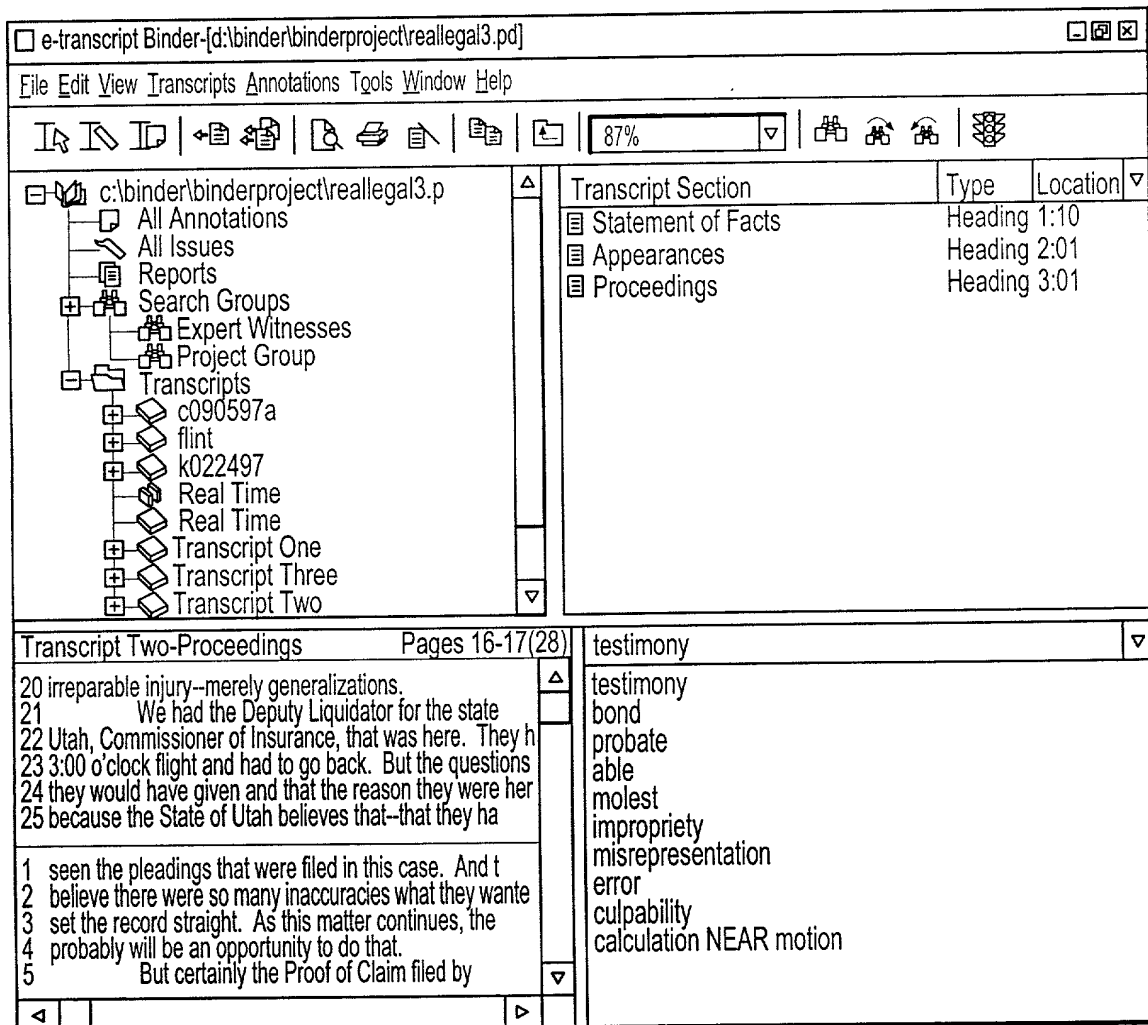 e-transcript Binder-[d:\binder\binderproject\reallegal3.pd]
File Edit View Transcripts Annotations Tools Window Help
87%
c:\binder\binderproject\reallegal3.p
All Annotations
All Issues
Reports
Search Groups
Expert Witnesses
Project Group
Transcripts
c090597a
flint
k022497
Real Time
Real Time
Transcript One
Transcript Three
Transcript Two
Transcript Section Type Location
Statement of Facts Heading 1:10
Appearances Heading 2:01
Proceedings Heading 3:01
Transcript Two-Proceedings Pages 16-17(28)
20 irreparable injury--merely generalizations.
21 We had the Deputy Liquidator for the state
22 Utah, Commissioner of Insurance, that was here. They h
23 3:00 o'clock flight and had to go back. But the questions
24 they would have given and that the reason they were her
25 because the State of Utah believes that--that they ha
1 seen the pleadings that were filed in this case. And t
2 believe there were so many inaccuracies what they wante
3 set the record straight. As this matter continues, the
4 probably will be an opportunity to do that.
5 But certainly the Proof of Claim filed by
testimony
testimony
bond
probate
able
molest
impropriety
misrepresentation
error
culpability
calculation NEAR motion